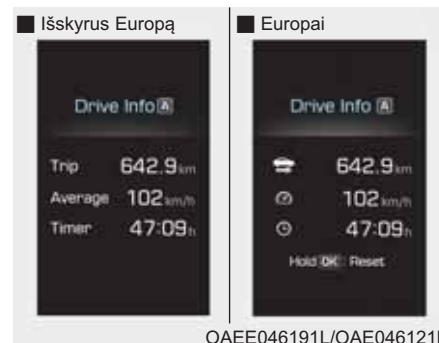 ■ Išskyrus Europą
Drive Info A
Trip 642.9 km
Average 102 km/h
Timer 47:09 h
■ Europai
Drive Info A
642.9 km
102 km/h
47:09 h
Hold OK : Reset
OAEE046191L/OAE046121L